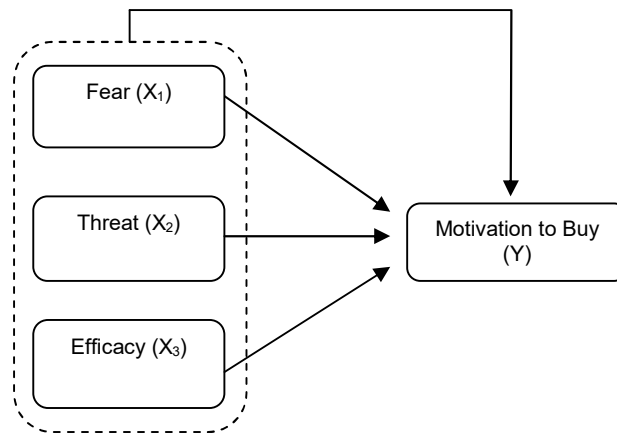 Fear (X₁)
Threat (X₂)
Motivation to Buy
(Y)
Efficacy (X₃)